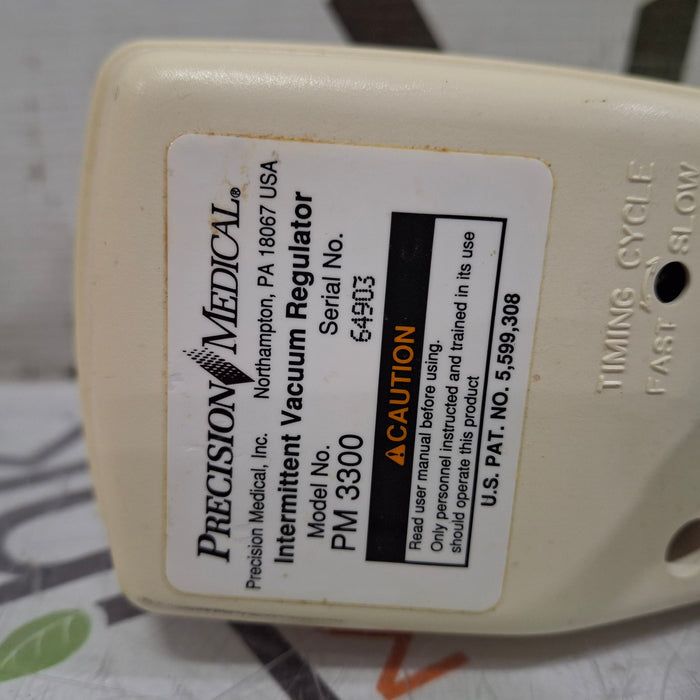 PRECISION MEDICAL®
Precision Medical, Inc. Northampton, PA 18067 USA
Intermittent Vacuum Regulator
Model No. Serial No.
PM 3300 64903
⚠CAUTION
Read user manual before using.
Only personnel instructed and trained in its use
should operate this product
U.S. PAT. NO. 5,599,308
TIMING CYCLE
FAST SLOW